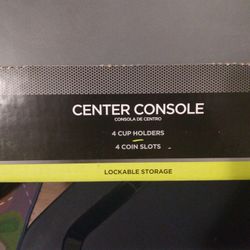 CENTER CONSOLE
CONSOLA DE CENTRO
4 CUP HOLDERS
4 COIN SLOTS
LOCKABLE STORAGE